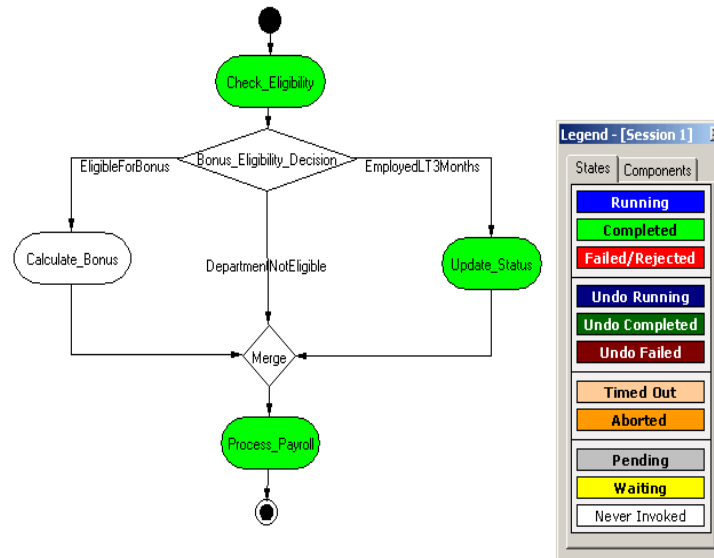 Check_Eligibility
Bonus_Eligibility_Decision
EligibleForBonus
EmployedLT3Months
Calculate_Bonus
DepartmentNotEligible
Update_Status
Merge
Process_Payroll
Legend - [Session 1]
States
Components
Running
Completed
Failed/Rejected
Undo Running
Undo Completed
Undo Failed
Timed Out
Aborted
Pending
Waiting
Never Invoked